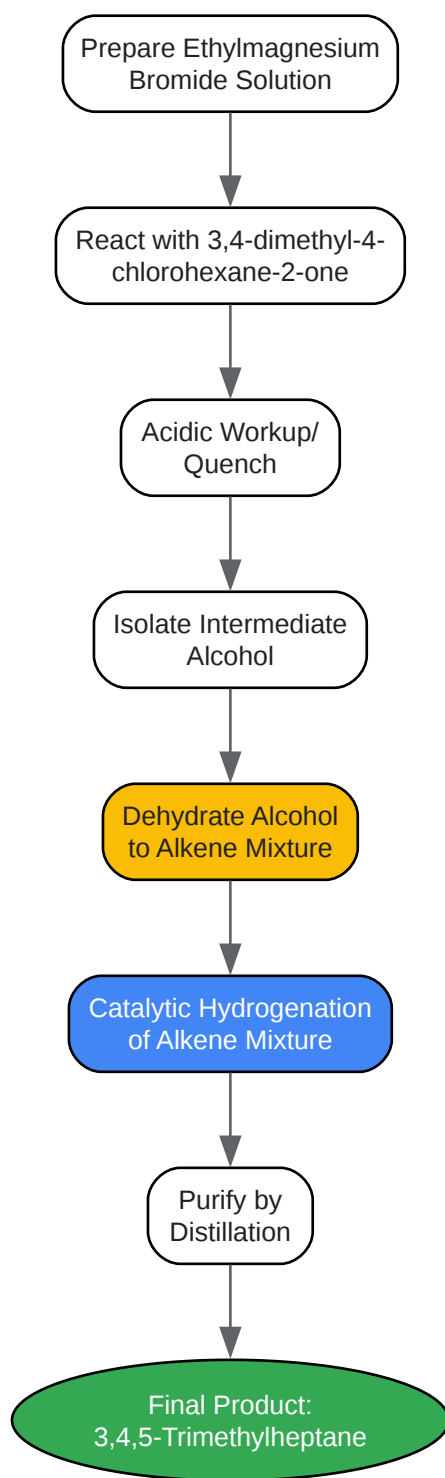 Prepare Ethylmagnesium
Bromide Solution
React with 3,4-dimethyl-4-
chlorohexane-2-one
Acidic Workup/
Quench
Isolate Intermediate
Alcohol
Dehydrate Alcohol
to Alkene Mixture
Catalytic Hydrogenation
of Alkene Mixture
Purify by
Distillation
Final Product:
3,4,5-Trimethylheptane